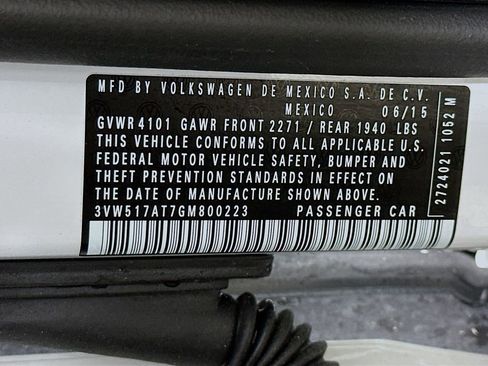 MFD BY VOLKSWAGEN DE MEXICO S.A. DE C.V.
MEXICO 06/15
GVWR 4101 GAWR FRONT 2271 / REAR 1940 LBS
THIS VEHICLE CONFORMS TO ALL APPLICABLE U.S.
FEDERAL MOTOR VEHICLE SAFETY, BUMPER AND
THEFT PREVENTION STANDARDS IN EFFECT ON
THE DATE OF MANUFACTURE SHOWN ABOVE.
3VW517AT7GM800223 PASSENGER CAR
2724021 1052 M